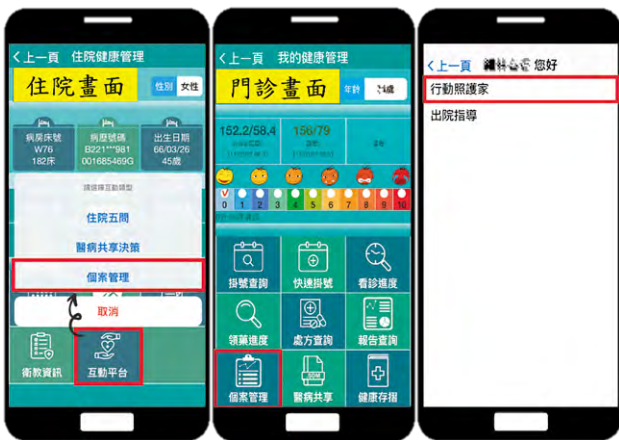 く上一頁 住院健康管理
住院畫面
性別 女性
病房床號
W76
182床
病歷號碼
B221***981
001685469G
出生日期
66/03/26
45歲
請選擇互動類型
住院五問
醫病共享決策
個案管理
取消
衛教資訊
互動平台
く上一頁 我的健康管理
門診畫面
年齡
152.2/58.4
156/79
0 1 2 3 4 5 6 7 8 9 10
掛號查詢
快速掛號
看診進度
領藥進度
處方查詢
報告查詢
個案管理
醫病共享
健康存摺
く上一頁
您好
行動照護家
出院指導